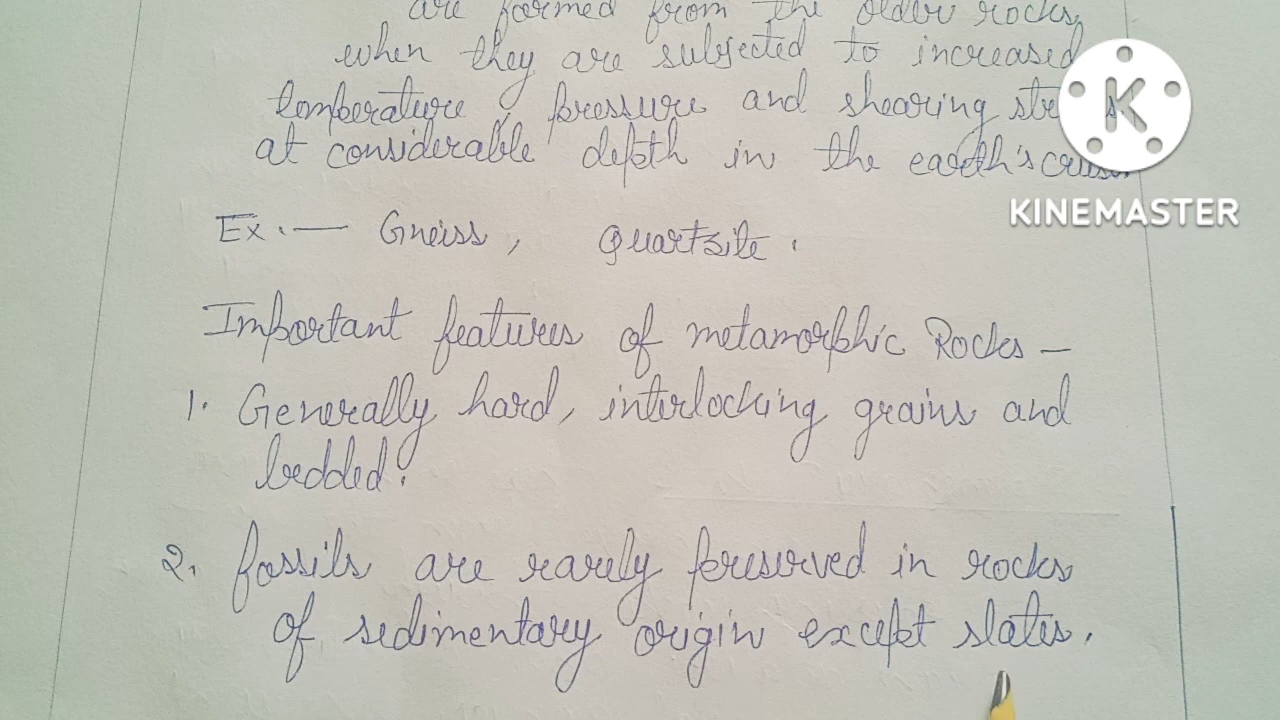 are formed from the older rocks,
when they are subjected to increased
temperature, pressure and shearing
at considerable depth in the earth's crust.
K
KINEMASTER
Ex. — Gneiss, Quartzite.
Important features of metamorphic Rocks —
1. Generally hard, interlocking grains and
bedded.
2. fossils are rarely preserved in rocks
of sedimentary origin except slates.